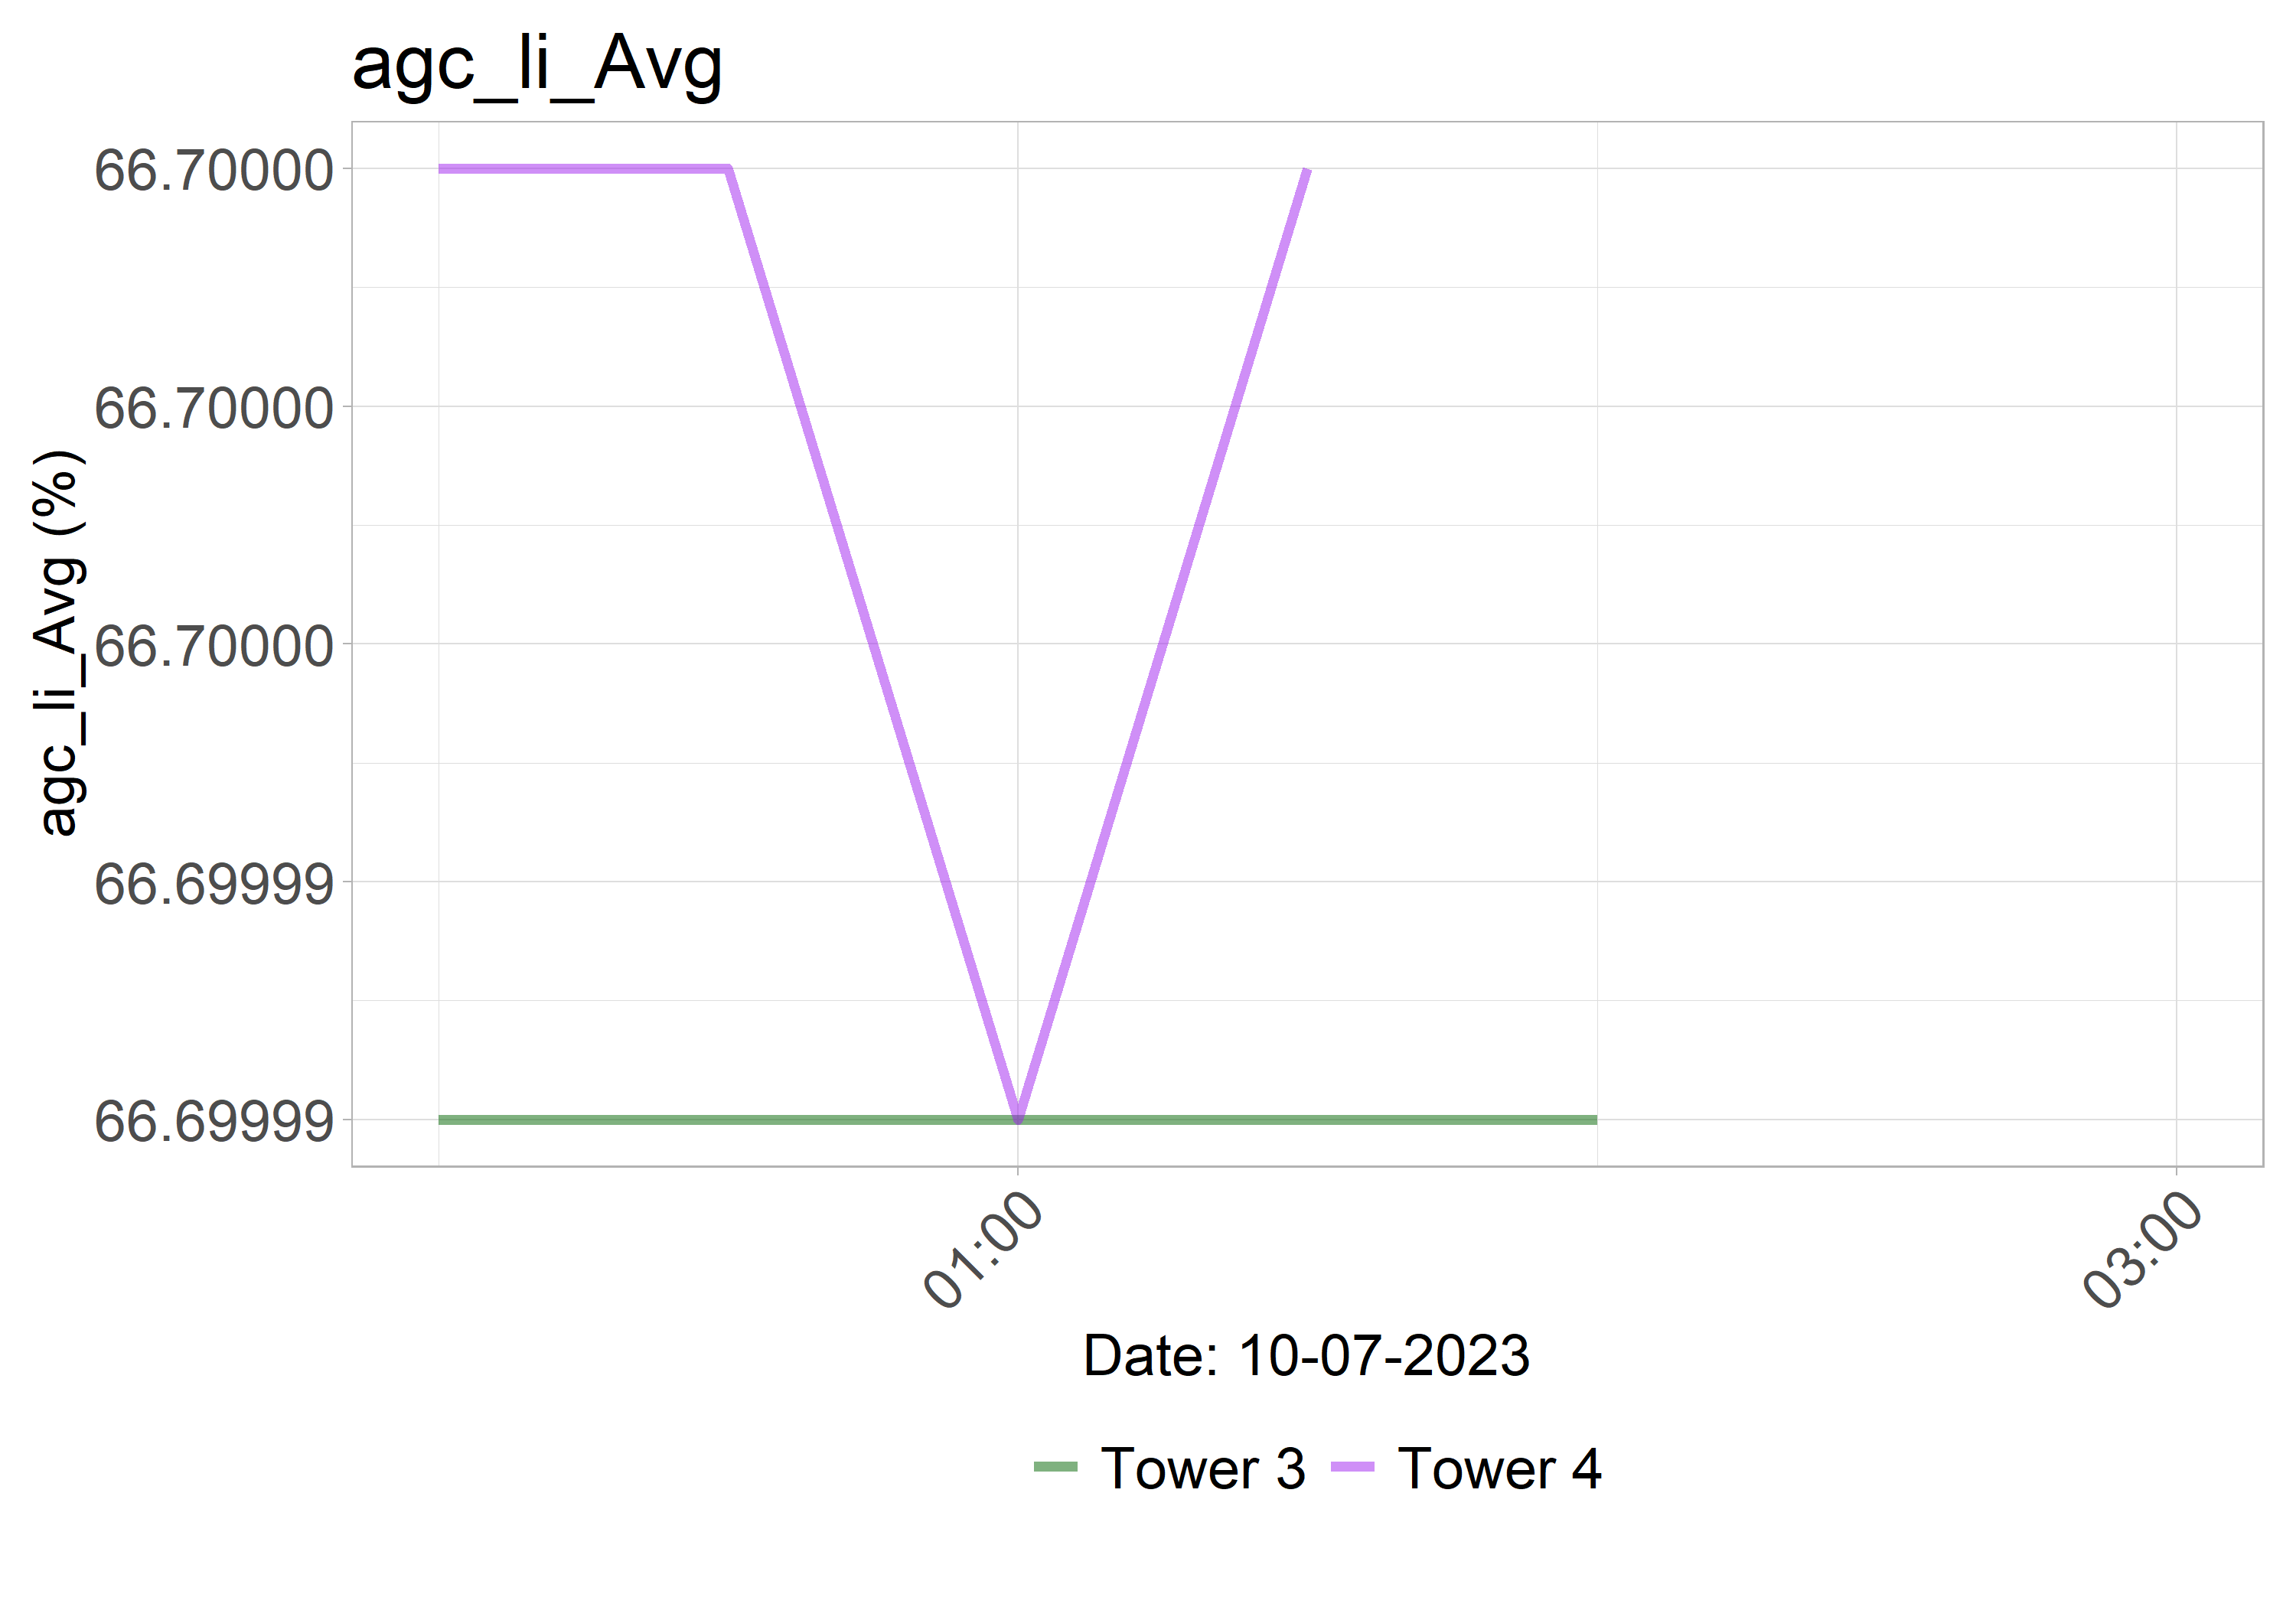 agc_li_Avg
agc_li_Avg (%)
66.70000
66.70000
66.70000
66.69999
66.69999
01:00
03:00
Date: 10-07-2023
Tower 3
Tower 4